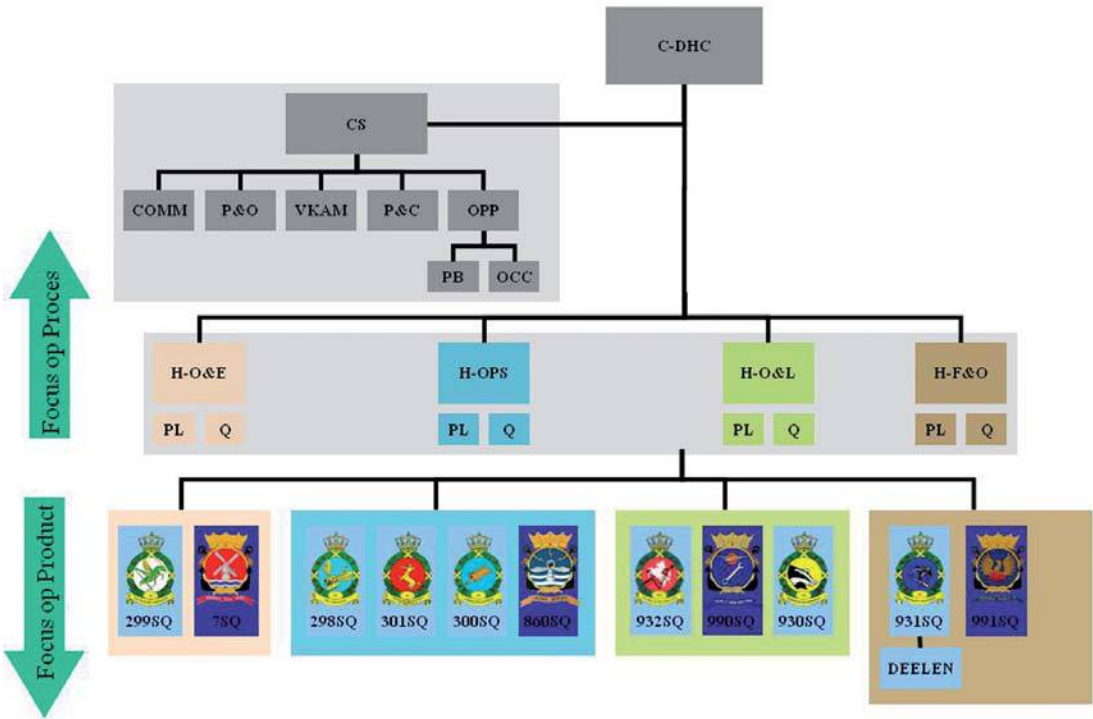 C-DHC
CS
COMM
P&O
VKAM
P&C
OPP
PB
OCC
Focus op Proces
H-O&E
H-OPS
H-O&L
H-F&O
PL
Q
PL
Q
PL
Q
PL
Q
Focus op Product
299SQ
7SQ
298SQ
301SQ
300SQ
860SQ
932SQ
990SQ
930SQ
931SQ
991SQ
DEELEN